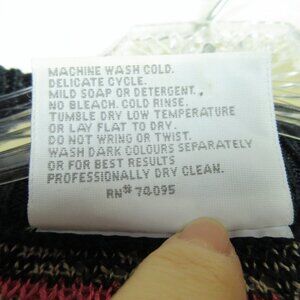 MACHINE WASH COLD.
DELICATE CYCLE.
MILD SOAP OR DETERGENT.
NO BLEACH. COLD RINSE.
TUMBLE DRY LOW TEMPERATURE
OR LAY FLAT TO DRY.
DO NOT WRING OR TWIST.
WASH DARK COLOURS SEPARATELY
OR FOR BEST RESULTS
PROFESSIONALLY DRY CLEAN.
RN# 74095